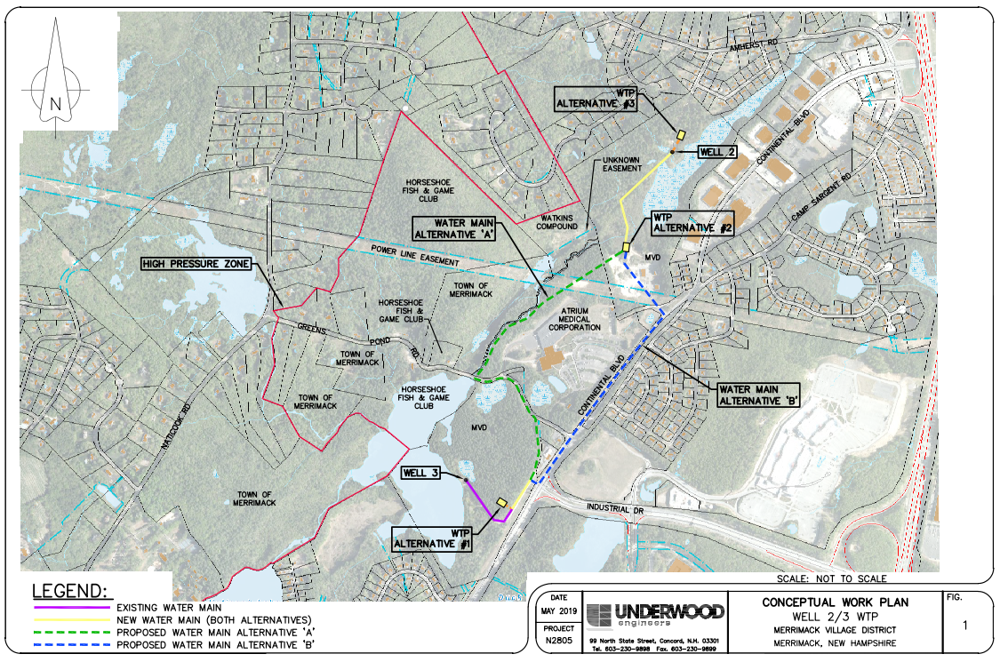 N
AMHERST RD
WTP
ALTERNATIVE #3
CONTINENTAL BLVD
WELL 2
UNKNOWN
EASEMENT
HORSESHOE
FISH & GAME
CLUB
CAMP SARGENT RD
WATKINS
COMPOUND
WATER MAIN
ALTERNATIVE 'A'
WTP
ALTERNATIVE #2
POWER LINE EASEMENT
MVD
HIGH PRESSURE ZONE
TOWN OF
MERRIMACK
HORSESHOE
FISH &
GAME CLUB
ATRIUM
MEDICAL
CORPORATION
GREENS POND RD.
TOWN OF
MERRIMACK
CONTINENTAL BLVD
WATER MAIN
ALTERNATIVE 'B'
HORSESHOE
FISH & GAME
CLUB
TOWN OF
MERRIMACK
NATICOOK RD
MVD
WELL 3
TOWN OF
MERRIMACK
INDUSTRIAL DR
WTP
ALTERNATIVE #1
SCALE: NOT TO SCALE
LEGEND:
EXISTING WATER MAIN
NEW WATER MAIN (BOTH ALTERNATIVES)
PROPOSED WATER MAIN ALTERNATIVE 'A'
PROPOSED WATER MAIN ALTERNATIVE 'B'
DATE
MAY 2019
PROJECT
N2805
UNDERWOOD
engineers
99 North State Street, Concord, N.H. 03301
Tel. 603-230-9898 Fax. 603-230-9899
CONCEPTUAL WORK PLAN
WELL 2/3 WTP
MERRIMACK VILLAGE DISTRICT
MERRIMACK, NEW HAMPSHIRE
FIG.
1